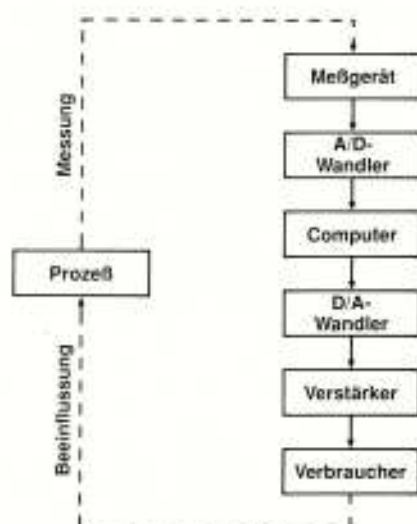 Meßgerät
A/D-
Wandler
Computer
D/A-
Wandler
Verstärker
Verbraucher
Prozeß
Messung
Beeinflussung